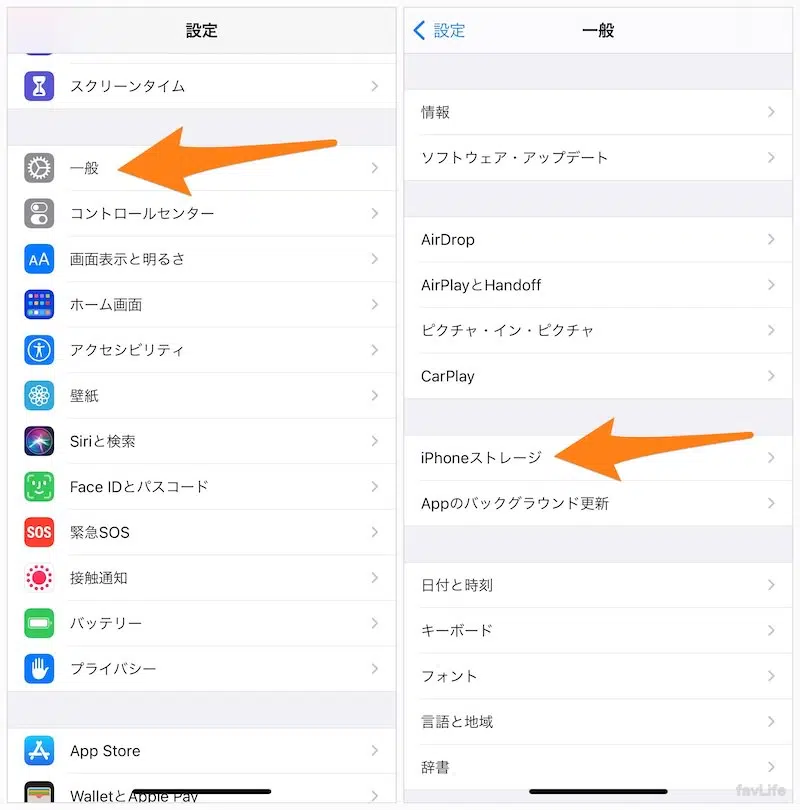 設定
スクリーンタイム
一般
コントロールセンター
AA
画面表示と明るさ
ホーム画面
アクセシビリティ
壁紙
Siriと検索
Face IDとパスコード
SOS
緊急SOS
接触通知
バッテリー
プライバシー
App Store
WalletとApple Pay
設定
一般
情報
ソフトウェア・アップデート
AirDrop
AirPlayとHandoff
ピクチャ・イン・ピクチャ
CarPlay
iPhoneストレージ
Appのバックグラウンド更新
日付と時刻
キーボード
フォント
言語と地域
辞書
favLife